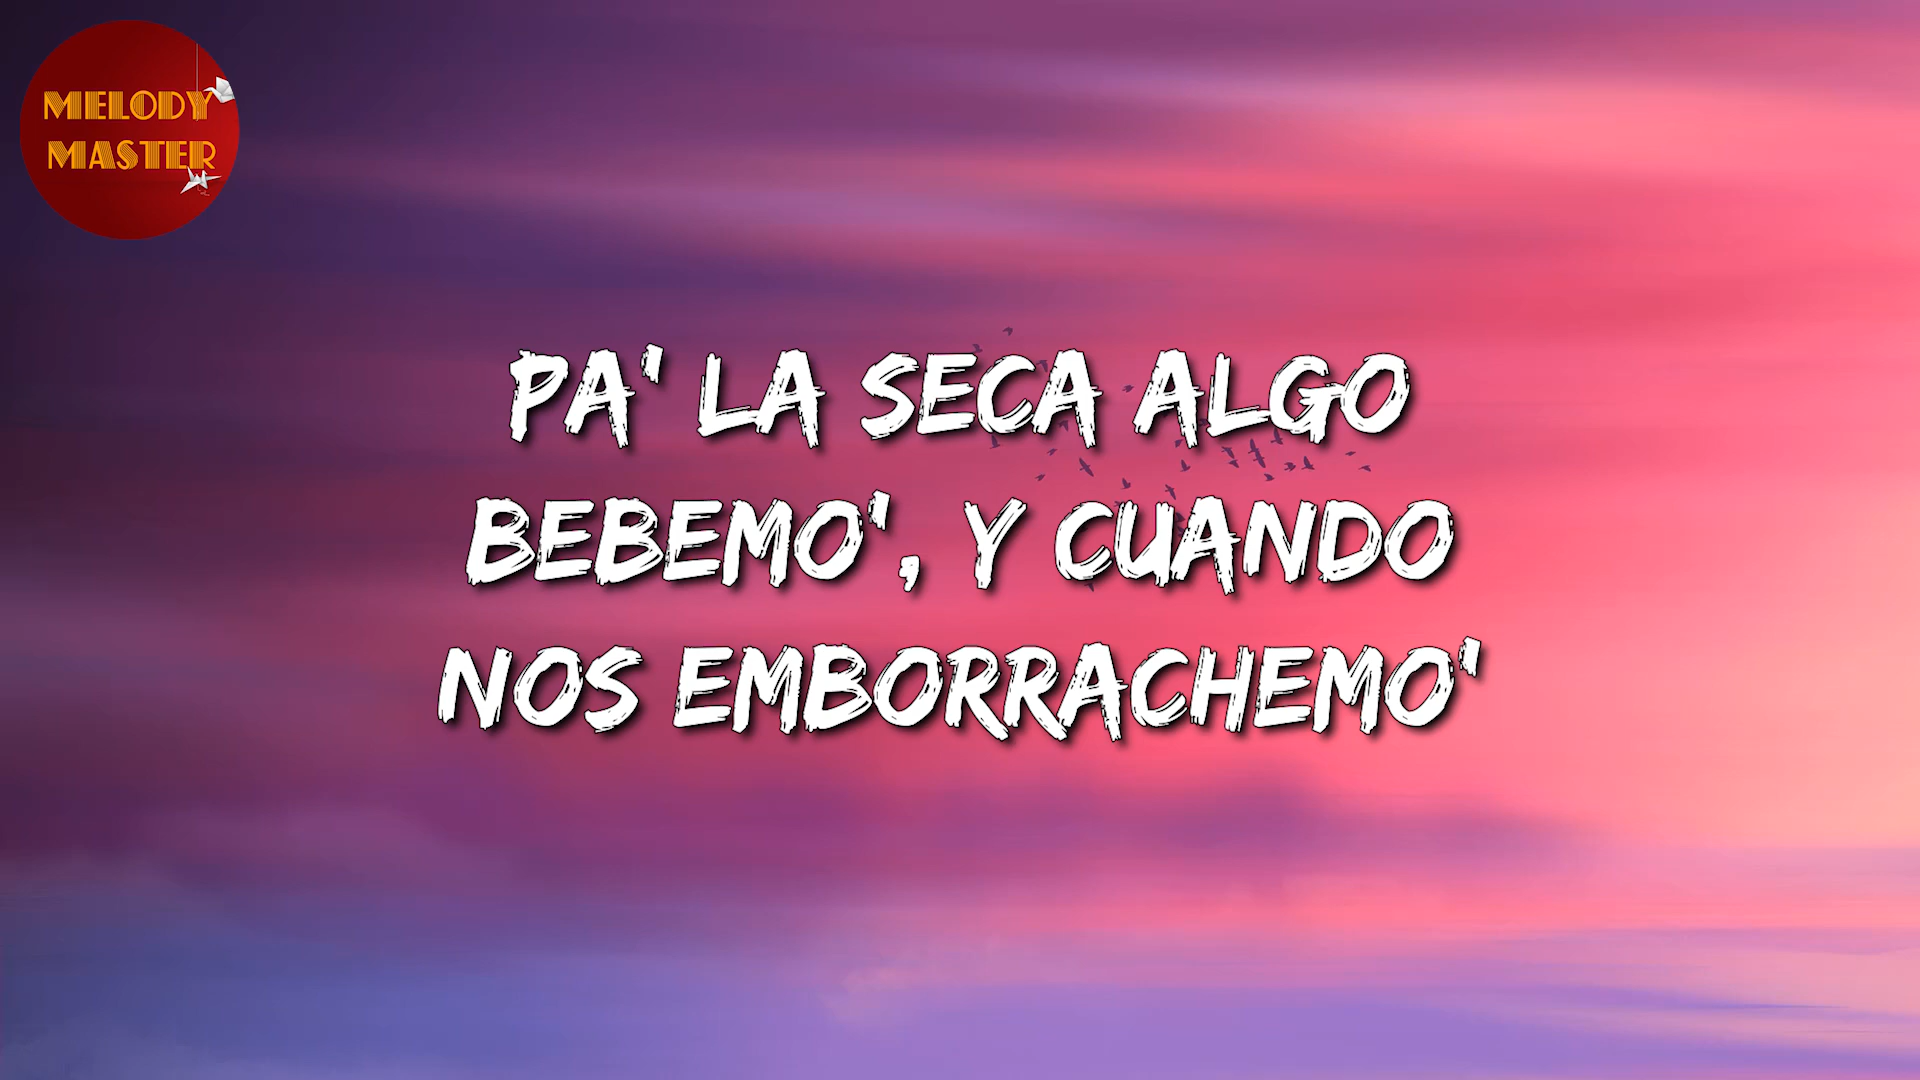 MELODY
MASTER
PA' LA SECA ALGO
BEBEMO', Y CUANDO
NOS EMBORRACHEMO'